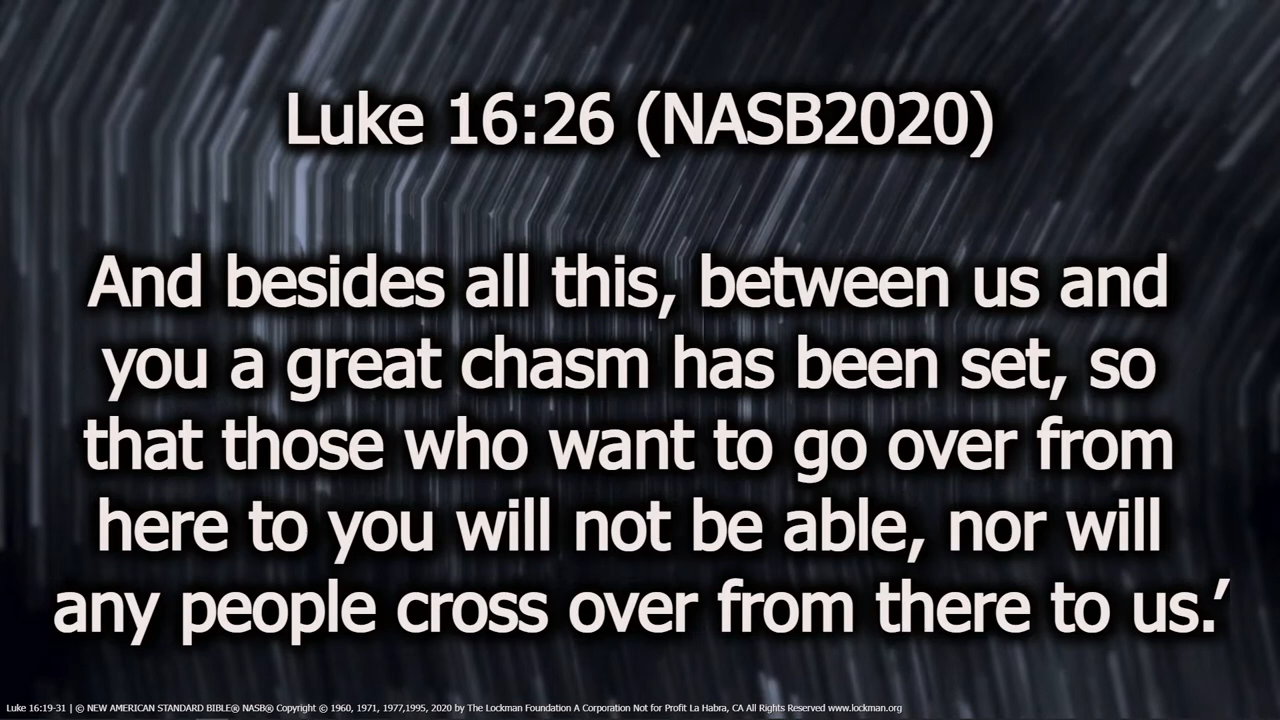 Luke 16:26 (NASB2020)
And besides all this, between us and
you a great chasm has been set, so
that those who want to go over from
here to you will not be able, nor will
any people cross over from there to us.’
Luke 16:19-31 | © NEW AMERICAN STANDARD BIBLE® NASB® Copyright © 1960, 1971, 1977,1995, 2020 by The Lockman Foundation A Corporation Not for Profit La Habra, CA All Rights Reserved www.lockman.org